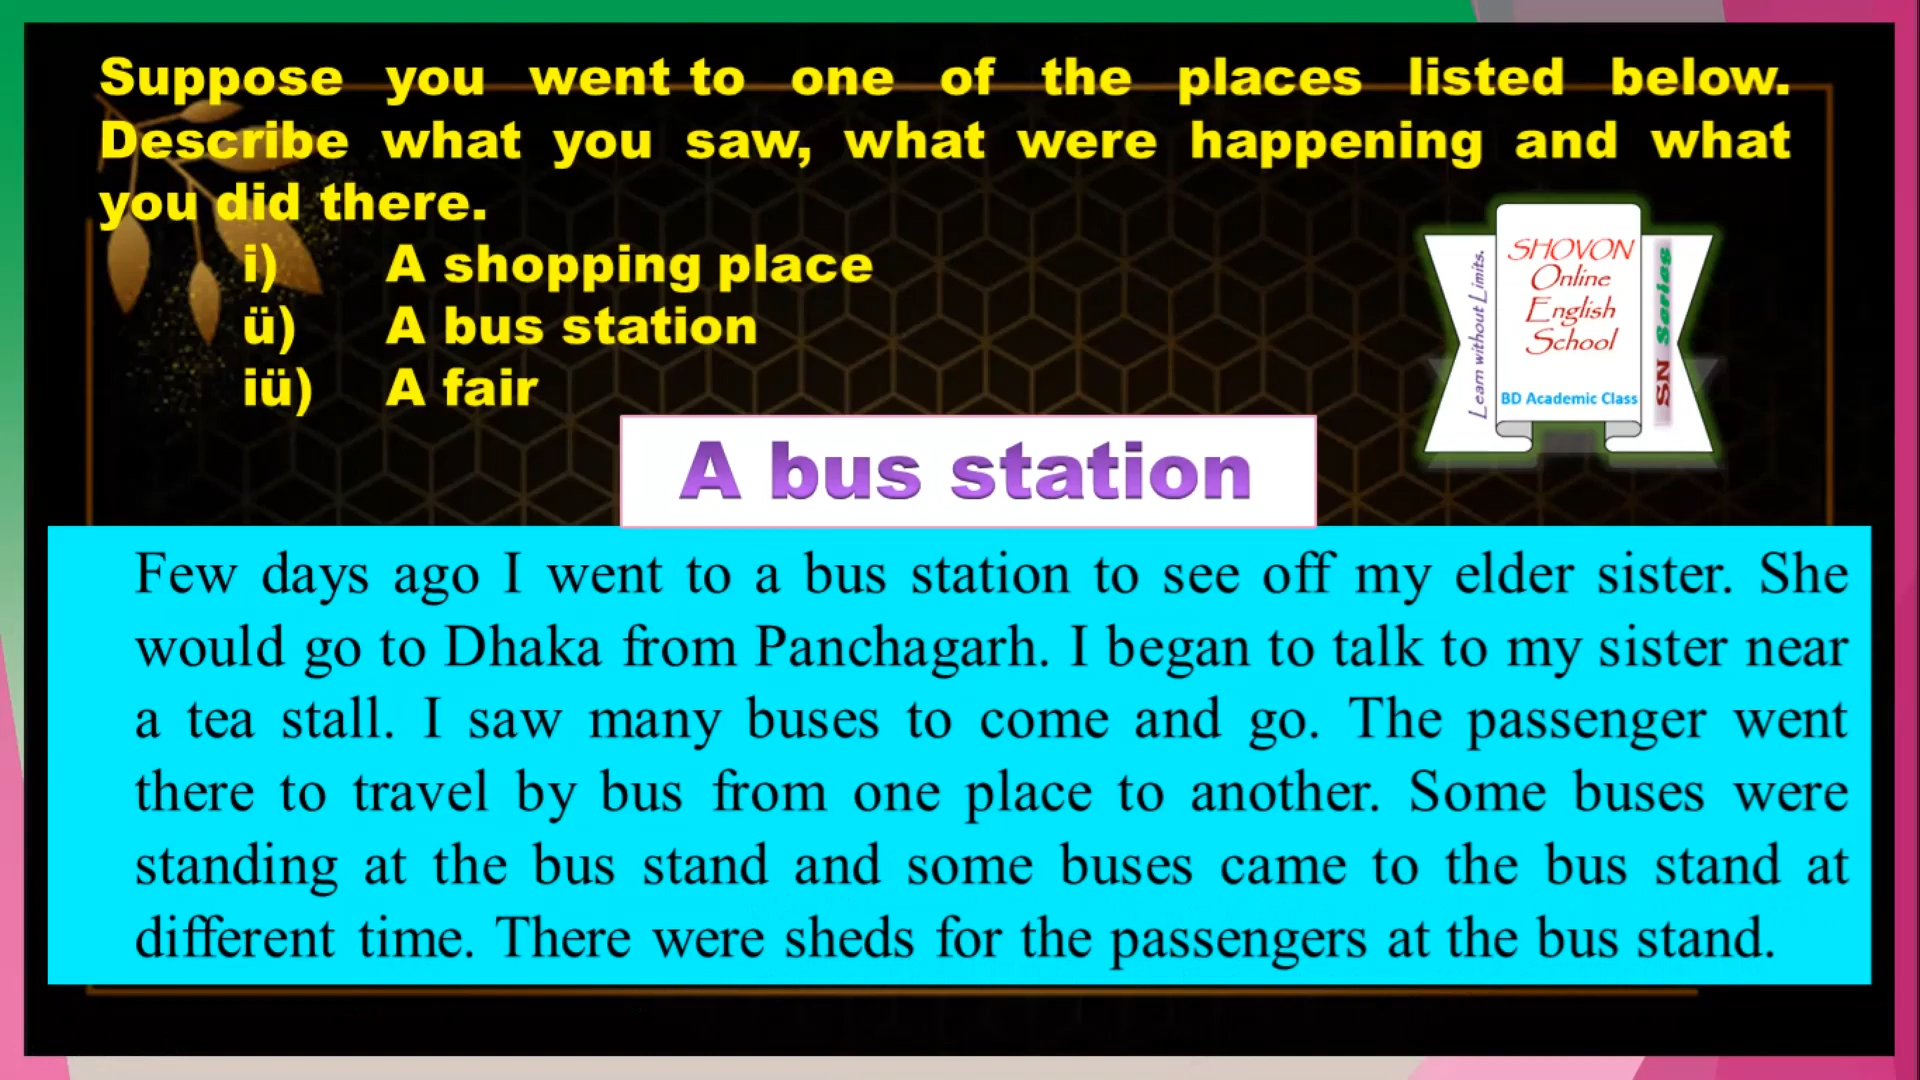 Suppose you went to one of the places listed below.
Describe what you saw, what were happening and what
you did there.
i) A shopping place
ü) A bus station
iü) A fair
Learn without Limits.
SHOVON
Online
English
School
BD Academic Class
SN Series
A bus station
Few days ago I went to a bus station to see off my elder sister. She
would go to Dhaka from Panchagarh. I began to talk to my sister near
a tea stall. I saw many buses to come and go. The passenger went
there to travel by bus from one place to another. Some buses were
standing at the bus stand and some buses came to the bus stand at
different time. There were sheds for the passengers at the bus stand.